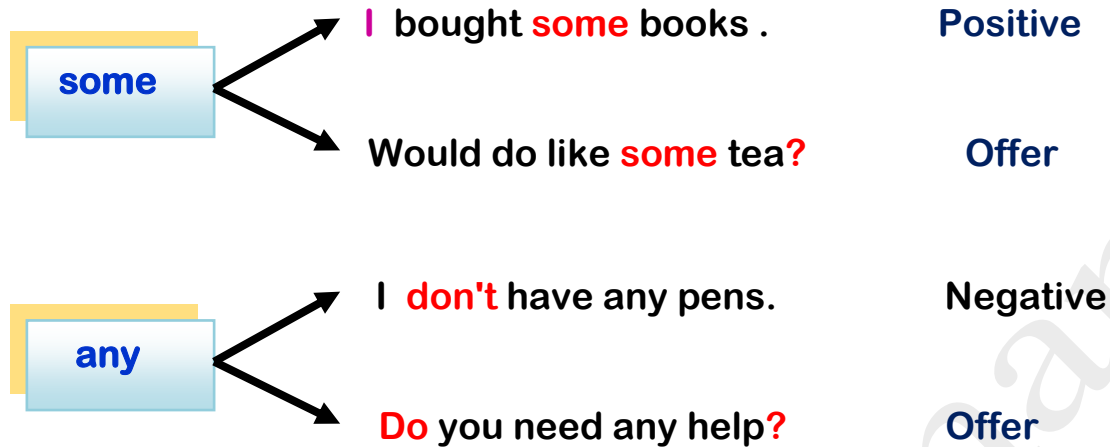 I bought some books . Positive
some
Would do like some tea? Offer
I don't have any pens. Negative
any
Do you need any help? Offer